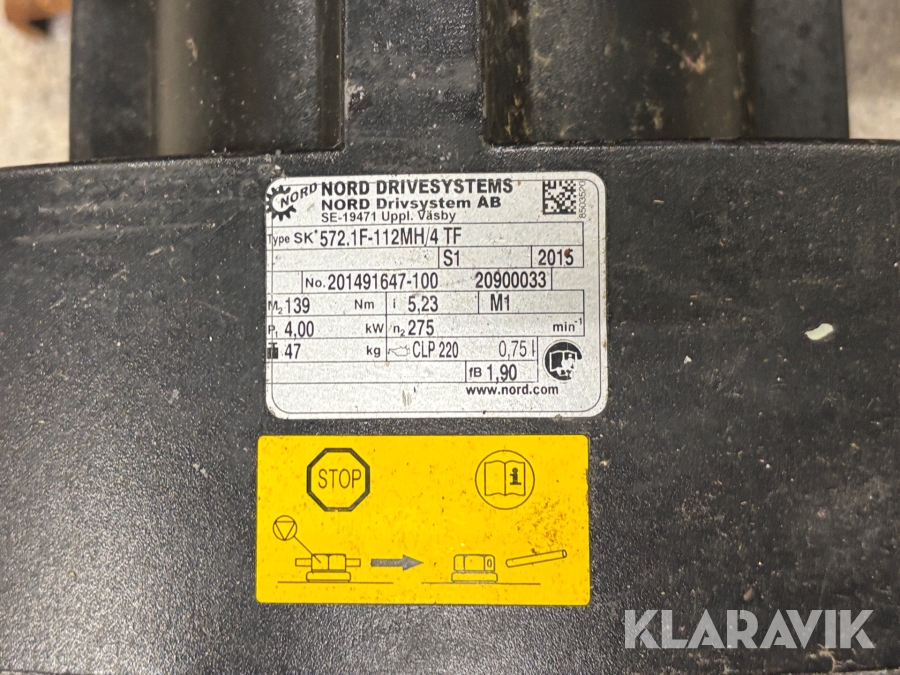 NORD
NORD DRIVESYSTEMS
NORD Drivsystem AB
SE-19471 Uppl. Väsby
8503520
Type SK* 572.1F-112MH/4 TF
S1 2015
No. 201491647-100 20900033
M₂ 139 Nm i 5,23 M1
P₁ 4,00 kW n₂ 275 min⁻¹
47 kg CLP 220 0,75 l
fB 1,90
www.nord.com
STOP
i
KLARAVIK